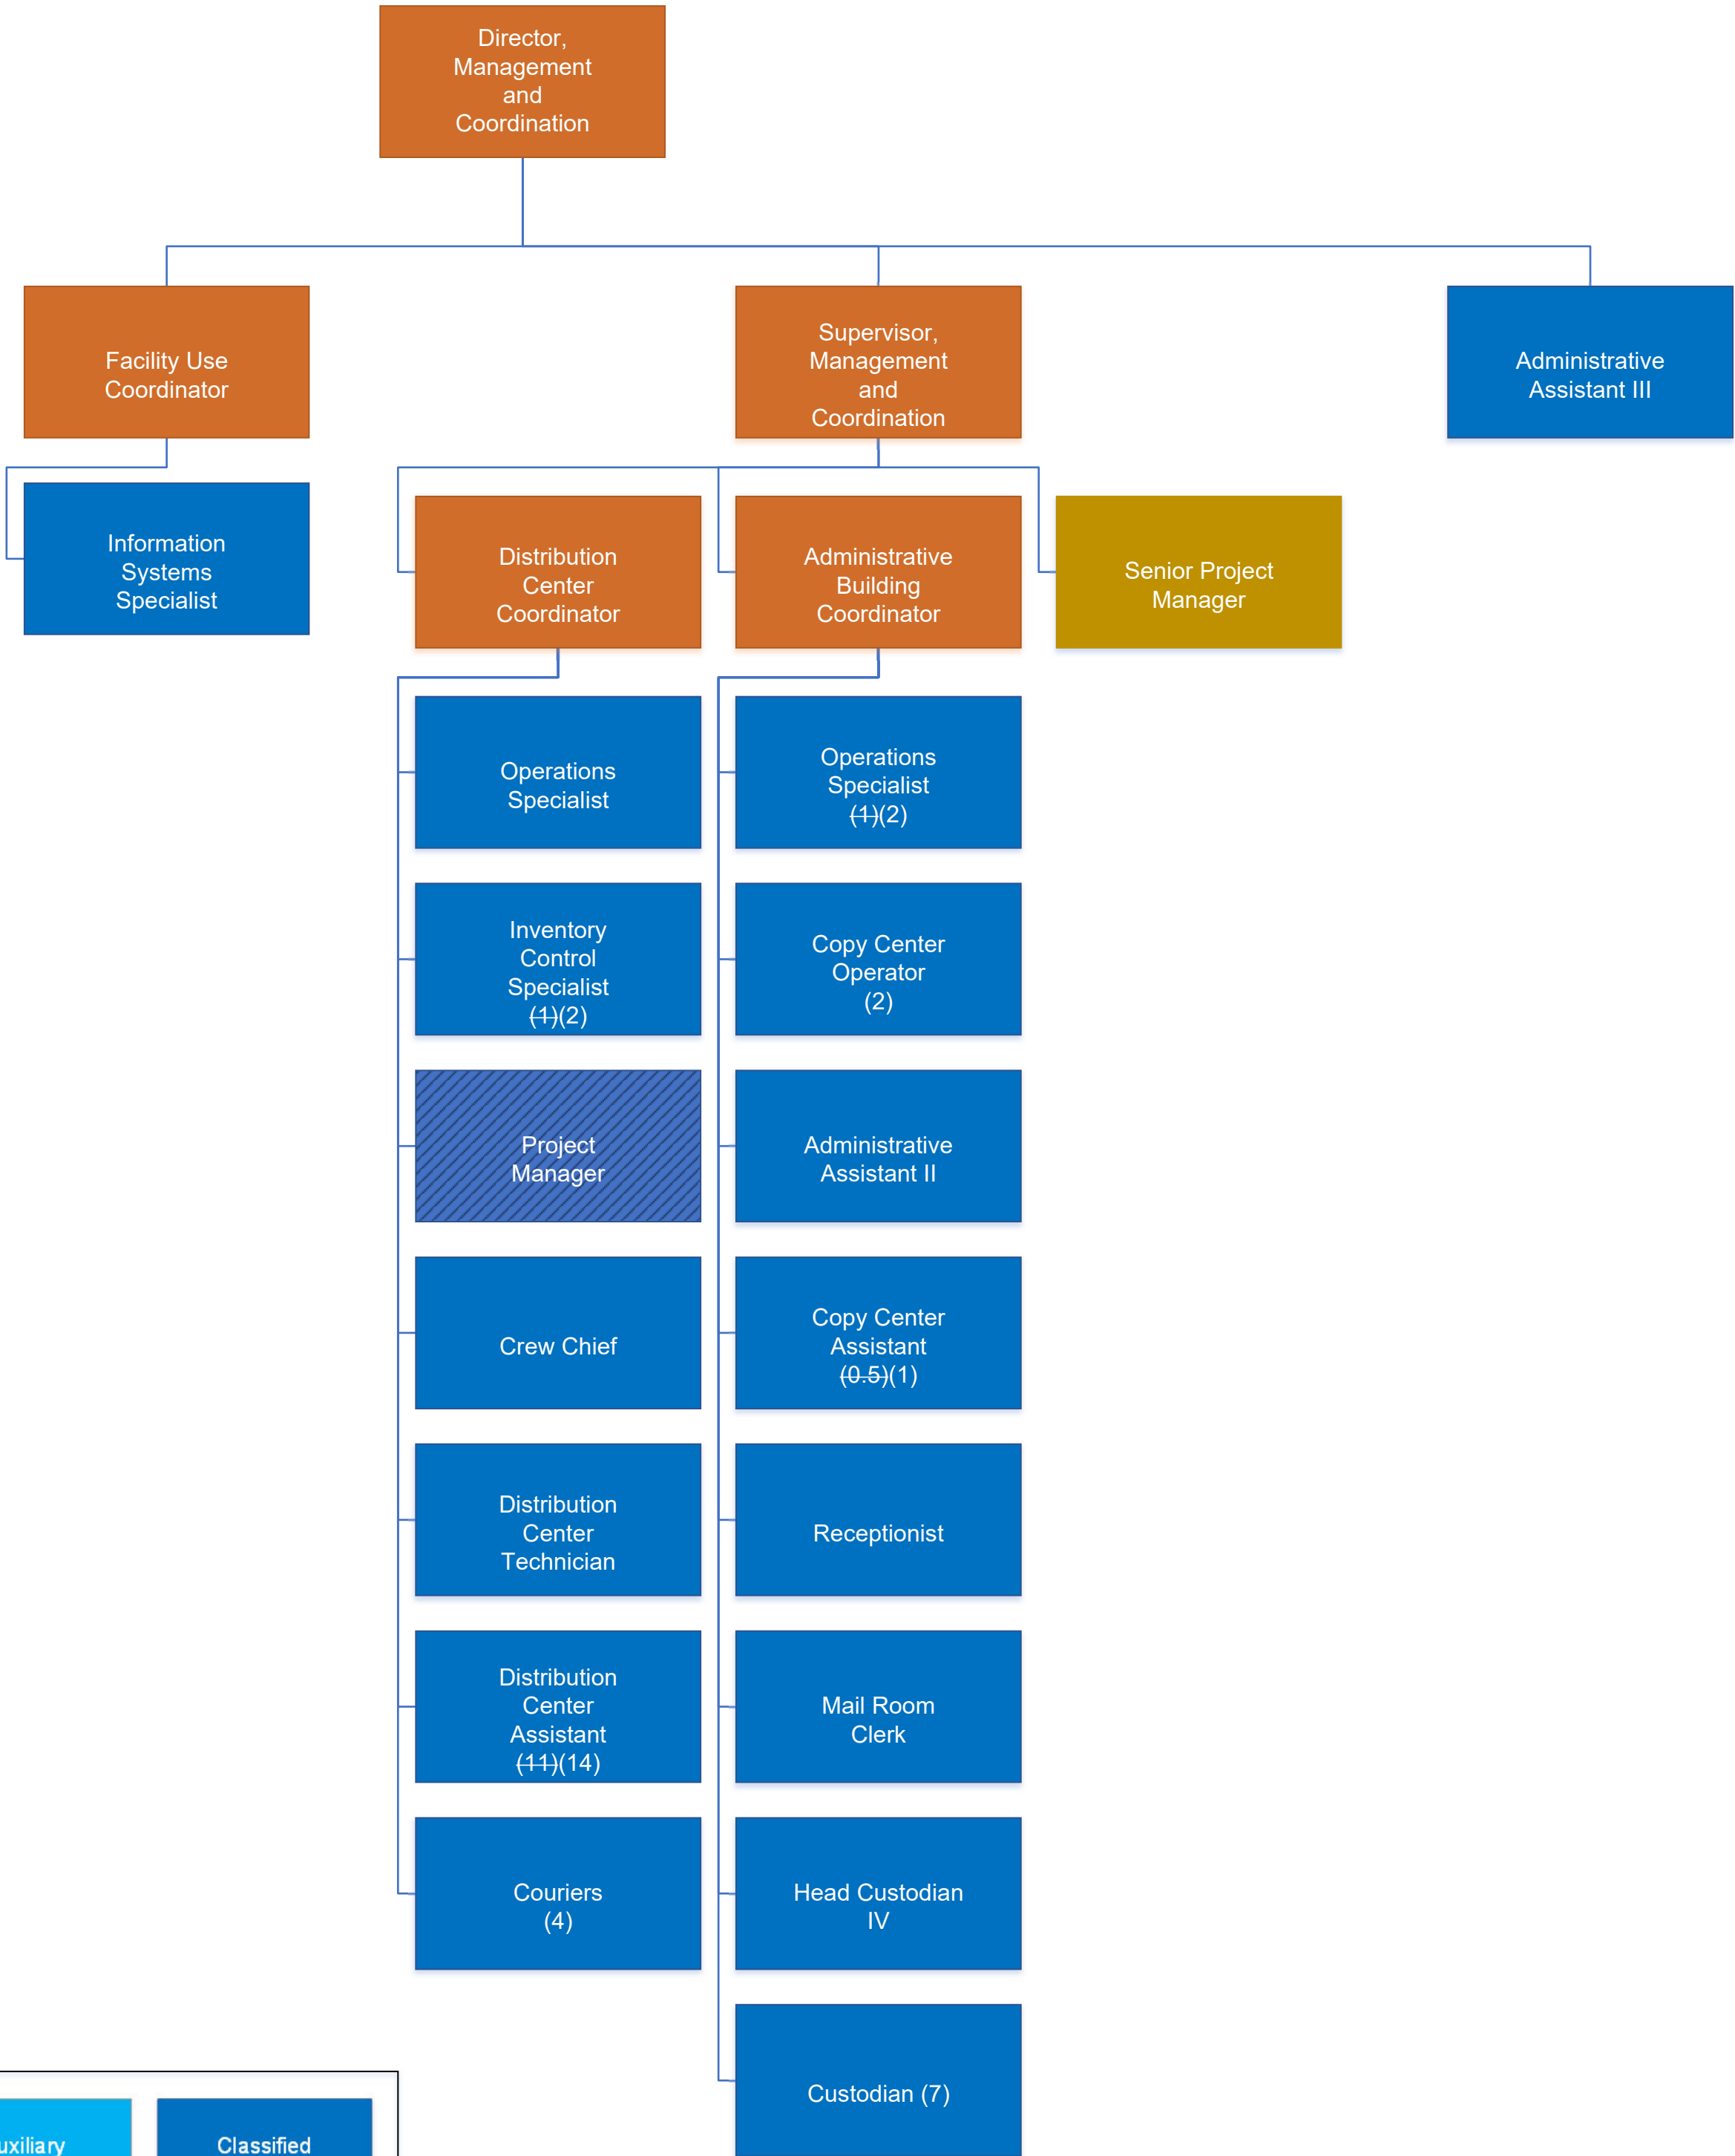 Director,
Management
and
Coordination
Facility Use
Coordinator
Supervisor,
Management
and
Coordination
Administrative
Assistant III
Information
Systems
Specialist
Distribution
Center
Coordinator
Administrative
Building
Coordinator
Senior Project
Manager
Operations
Specialist
Operations
Specialist
(1)(2)
Inventory
Control
Specialist
(1)(2)
Copy Center
Operator
(2)
Project
Manager
Administrative
Assistant II
Crew Chief
Copy Center
Assistant
(0.5)(1)
Distribution
Center
Technician
Receptionist
Distribution
Center
Assistant
(11)(14)
Mail Room
Clerk
Couriers
(4)
Head Custodian
IV
Custodian (7)
uxiliary
Classified